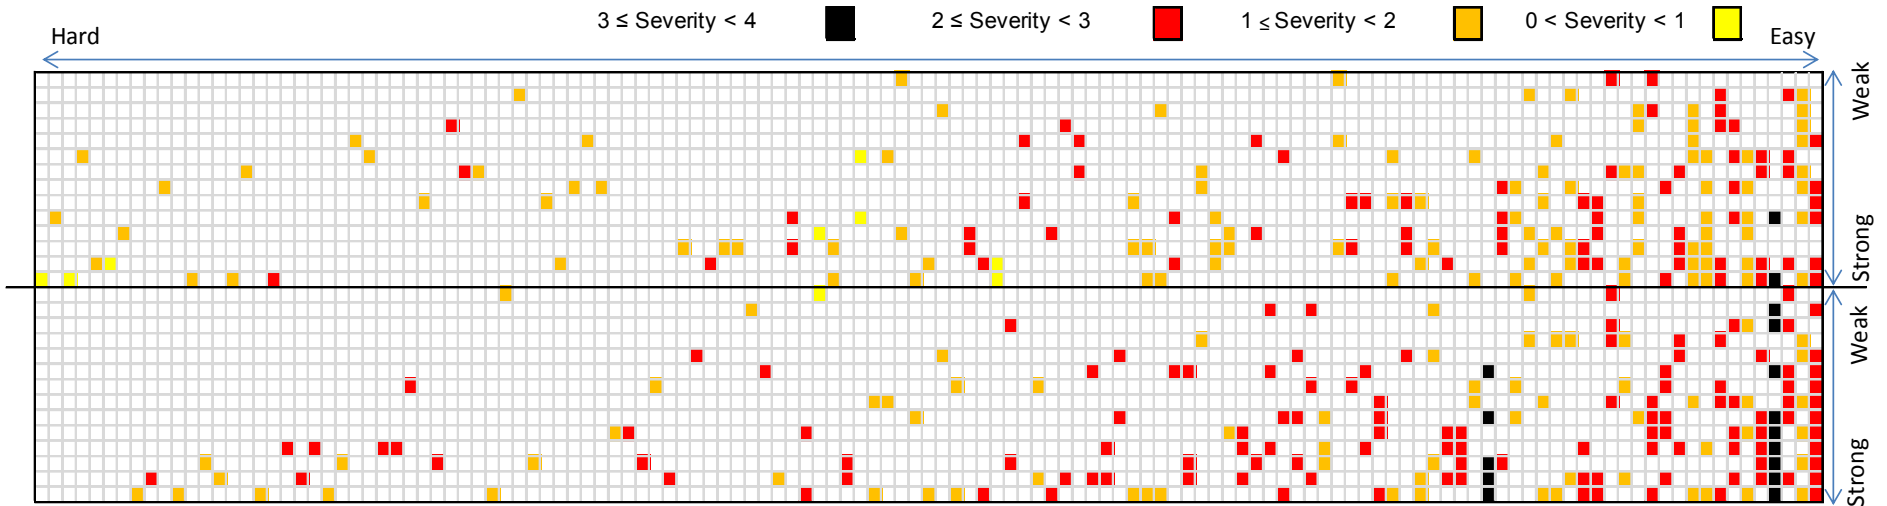 3 ≤ Severity < 4
2 ≤ Severity < 3
1 ≤ Severity < 2
0 < Severity < 1
Hard
Easy
Weak
Strong
Weak
Strong